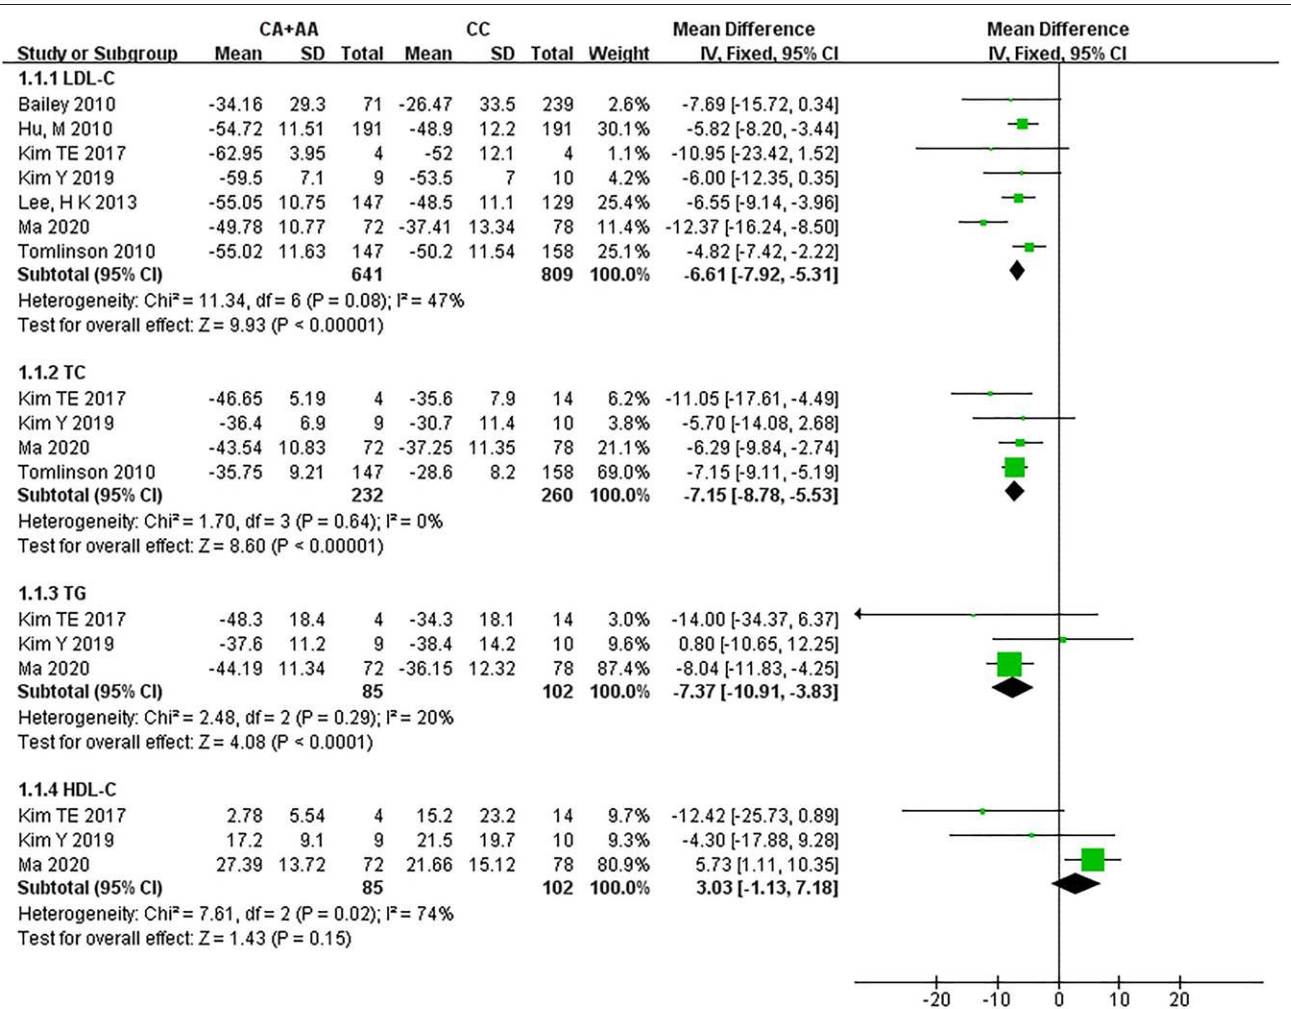 CA+AA CC Mean Difference Mean Difference
Study or Subgroup Mean SD Total Mean SD Total Weight IV, Fixed, 95% CI IV, Fixed, 95% CI
1.1.1 LDL-C
Bailey 2010 -34.16 29.3 71 -26.47 33.5 239 2.6% -7.69 [-15.72, 0.34]
Hu, M 2010 -54.72 11.51 191 -48.9 12.2 191 30.1% -5.82 [-8.20, -3.44]
Kim TE 2017 -62.95 3.95 4 -52 12.1 4 1.1% -10.95 [-23.42, 1.52]
Kim Y 2019 -59.5 7.1 9 -53.5 7 10 4.2% -6.00 [-12.35, 0.35]
Lee, H K 2013 -55.05 10.75 147 -48.5 11.1 129 25.4% -6.55 [-9.14, -3.96]
Ma 2020 -49.78 10.77 72 -37.41 13.34 78 11.4% -12.37 [-16.24, -8.50]
Tomlinson 2010 -55.02 11.63 147 -50.2 11.54 158 25.1% -4.82 [-7.42, -2.22]
Subtotal (95% CI) 641 809 100.0% -6.61 [-7.92, -5.31]
Heterogeneity: Chi² = 11.34, df = 6 (P = 0.08); I² = 47%
Test for overall effect: Z = 9.93 (P < 0.00001)
1.1.2 TC
Kim TE 2017 -46.65 5.19 4 -35.6 7.9 14 6.2% -11.05 [-17.61, -4.49]
Kim Y 2019 -36.4 6.9 9 -30.7 11.4 10 3.8% -5.70 [-14.08, 2.68]
Ma 2020 -43.54 10.83 72 -37.25 11.35 78 21.1% -6.29 [-9.84, -2.74]
Tomlinson 2010 -35.75 9.21 147 -28.6 8.2 158 69.0% -7.15 [-9.11, -5.19]
Subtotal (95% CI) 232 260 100.0% -7.15 [-8.78, -5.53]
Heterogeneity: Chi² = 1.70, df = 3 (P = 0.64); I² = 0%
Test for overall effect: Z = 8.60 (P < 0.00001)
1.1.3 TG
Kim TE 2017 -48.3 18.4 4 -34.3 18.1 14 3.0% -14.00 [-34.37, 6.37]
Kim Y 2019 -37.6 11.2 9 -38.4 14.2 10 9.6% 0.80 [-10.65, 12.25]
Ma 2020 -44.19 11.34 72 -36.15 12.32 78 87.4% -8.04 [-11.83, -4.25]
Subtotal (95% CI) 85 102 100.0% -7.37 [-10.91, -3.83]
Heterogeneity: Chi² = 2.48, df = 2 (P = 0.29); I² = 20%
Test for overall effect: Z = 4.08 (P < 0.0001)
1.1.4 HDL-C
Kim TE 2017 2.78 5.54 4 15.2 23.2 14 9.7% -12.42 [-25.73, 0.89]
Kim Y 2019 17.2 9.1 9 21.5 19.7 10 9.3% -4.30 [-17.88, 9.28]
Ma 2020 27.39 13.72 72 21.66 15.12 78 80.9% 5.73 [1.11, 10.35]
Subtotal (95% CI) 85 102 100.0% 3.03 [-1.13, 7.18]
Heterogeneity: Chi² = 7.61, df = 2 (P = 0.02); I² = 74%
Test for overall effect: Z = 1.43 (P = 0.15)
-20 -10 0 10 20